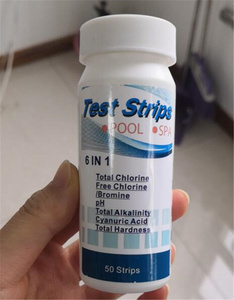 Test Strips
POOL SPA
6 IN 1
Total Chlorine
Free Chlorine
/Bromine
pH
Total Alkalinity
Cyanuric Acid
Total Hardness
50 Strips